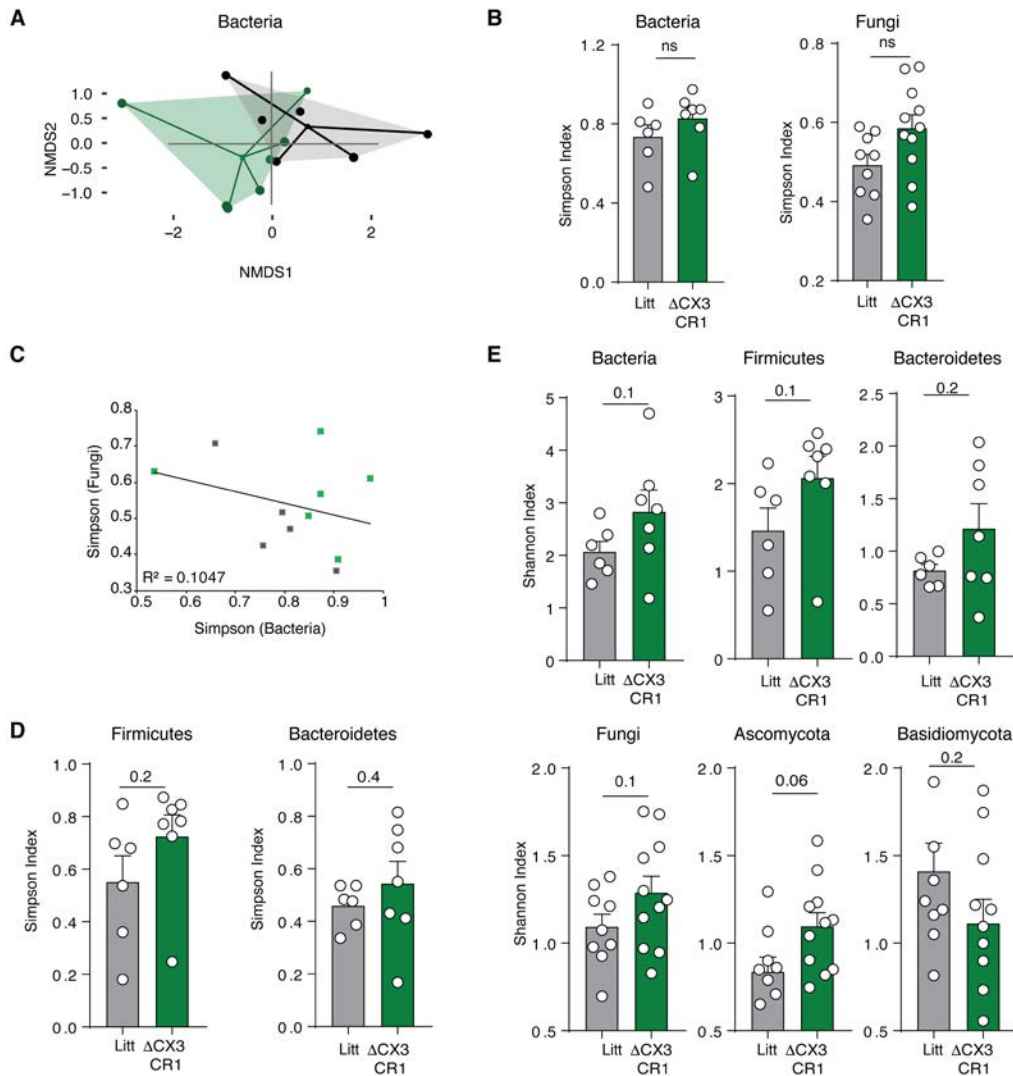 A
Bacteria
NMDS2
1.0
0.5
0.0
−0.5
−1.0
−2
0
2
NMDS1
B
Bacteria
ns
Simpson Index
1.2
0.8
0.4
0.0
Litt
ΔCX3
CR1
Fungi
ns
Simpson Index
0.8
0.6
0.4
0.2
Litt
ΔCX3
CR1
C
Simpson (Fungi)
0.8
0.7
0.6
0.5
0.4
0.3
R² = 0.1047
0.5
0.6
0.7
0.8
0.9
1
Simpson (Bacteria)
D
Firmicutes
0.2
Simpson Index
1.0
0.8
0.6
0.4
0.2
0.0
Litt
ΔCX3
CR1
Bacteroidetes
0.4
Simpson Index
1.0
0.8
0.6
0.4
0.2
0.0
Litt
ΔCX3
CR1
E
Bacteria
0.1
Shannon Index
5
4
3
2
1
0
Litt
ΔCX3
CR1
Firmicutes
0.1
3
2
1
0
Litt
ΔCX3
CR1
Bacteroidetes
0.2
2.5
2.0
1.5
1.0
0.5
0.0
Litt
ΔCX3
CR1
Fungi
0.1
Shannon Index
2.0
1.5
1.0
0.5
Litt
ΔCX3
CR1
Ascomycota
0.06
2.0
1.5
1.0
0.5
Litt
ΔCX3
CR1
Basidiomycota
0.2
2.0
1.5
1.0
0.5
Litt
ΔCX3
CR1